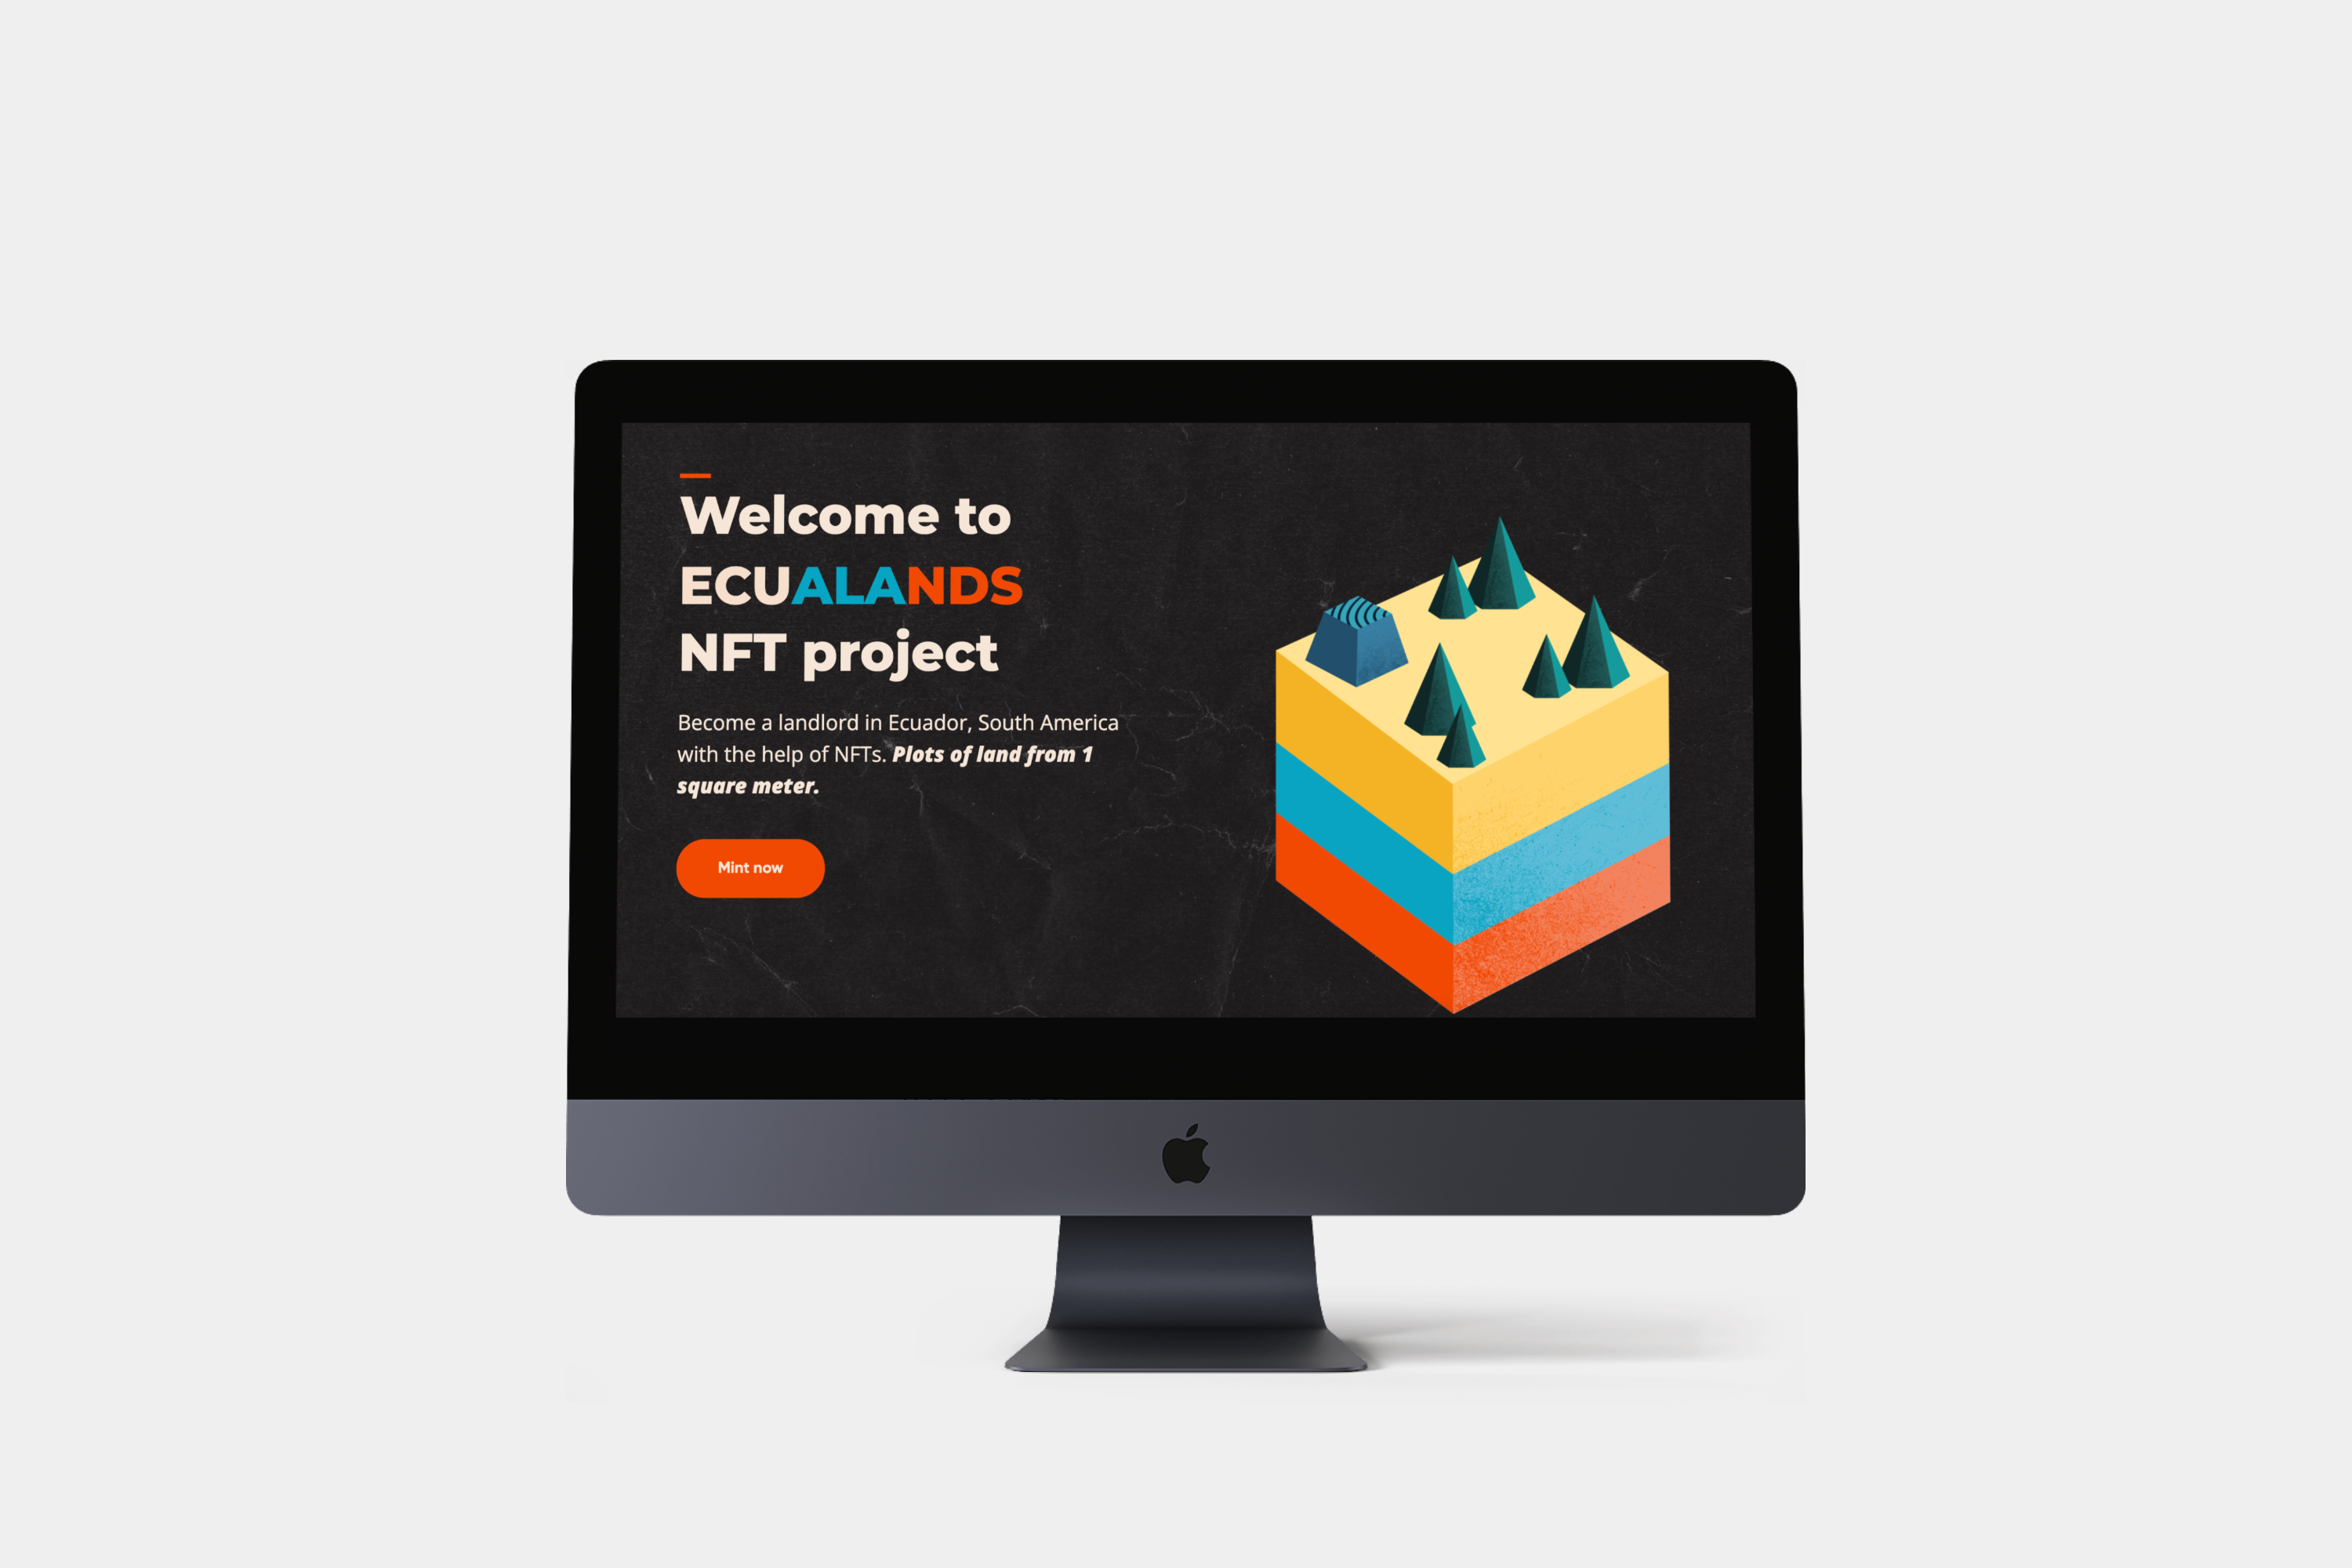 Welcome to
ECUALANDS
NFT project
Become a landlord in Ecuador, South America
with the help of NFTs. Plots of land from 1
square meter.
Mint now